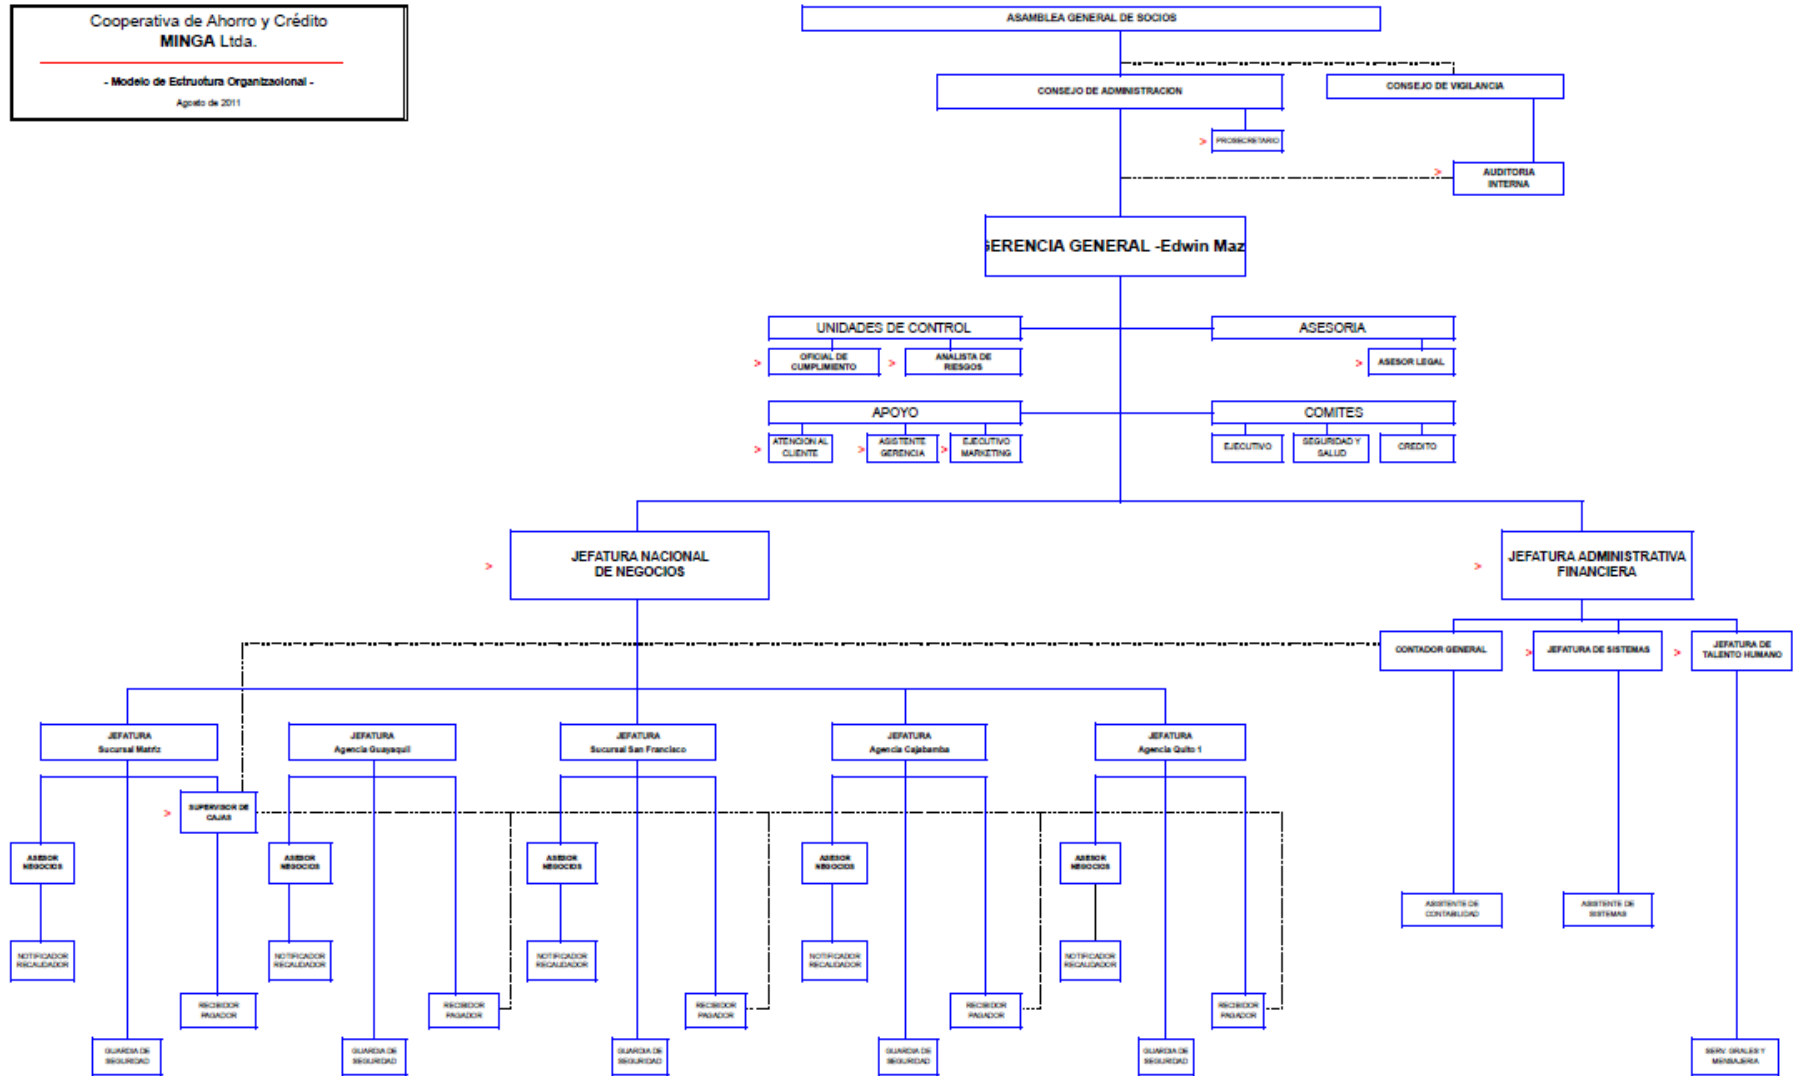 Cooperativa de Ahorro y Crédito
MINGA Ltda.
- Modelo de Estructura Organizacional -
Agosto de 2011
ASAMBLEA GENERAL DE SOCIOS
CONSEJO DE ADMINISTRACION
CONSEJO DE VIGILANCIA
> PROSECRETARIO
> AUDITORIA
INTERNA
GERENCIA GENERAL -Edwin Maz
UNIDADES DE CONTROL
ASESORIA
> OFICIAL DE
CUMPLIMIENTO
> ANALISTA DE
RIESGOS
> ASESOR LEGAL
APOYO
COMITES
> ATENCION AL
CLIENTE
> ASISTENTE
GERENCIA
> EJECUTIVO
MARKETING
EJECUTIVO
SEGURIDAD Y
SALUD
CREDITO
> JEFATURA NACIONAL
DE NEGOCIOS
> JEFATURA ADMINISTRATIVA
FINANCIERA
CONTADOR GENERAL
> JEFATURA DE SISTEMAS
> JEFATURA DE
TALENTO HUMANO
JEFATURA
Sucursal Matriz
JEFATURA
Agencia Guayaquil
JEFATURA
Sucursal San Francisco
JEFATURA
Agencia Cajabamba
JEFATURA
Agencia Quito 1
> SUPERVISOR DE
CAJAS
ASESOR
NEGOCIOS
ASESOR
NEGOCIOS
ASESOR
NEGOCIOS
ASESOR
NEGOCIOS
ASESOR
NEGOCIOS
ASISTENTE DE
CONTABILIDAD
ASISTENTE DE
SISTEMAS
NOTIFICADOR
RECAUDADOR
NOTIFICADOR
RECAUDADOR
NOTIFICADOR
RECAUDADOR
NOTIFICADOR
RECAUDADOR
NOTIFICADOR
RECAUDADOR
RECIBIDOR
PAGADOR
RECIBIDOR
PAGADOR
RECIBIDOR
PAGADOR
RECIBIDOR
PAGADOR
RECIBIDOR
PAGADOR
GUARDIA DE
SEGURIDAD
GUARDIA DE
SEGURIDAD
GUARDIA DE
SEGURIDAD
GUARDIA DE
SEGURIDAD
GUARDIA DE
SEGURIDAD
SERV. GRALES Y
MENSAJERIA